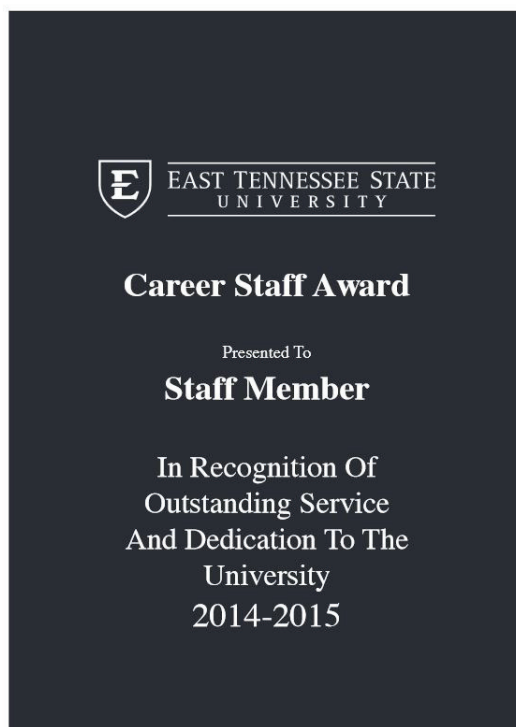 E
EAST TENNESSEE STATE
UNIVERSITY
Career Staff Award
Presented To
Staff Member
In Recognition Of
Outstanding Service
And Dedication To The
University
2014-2015